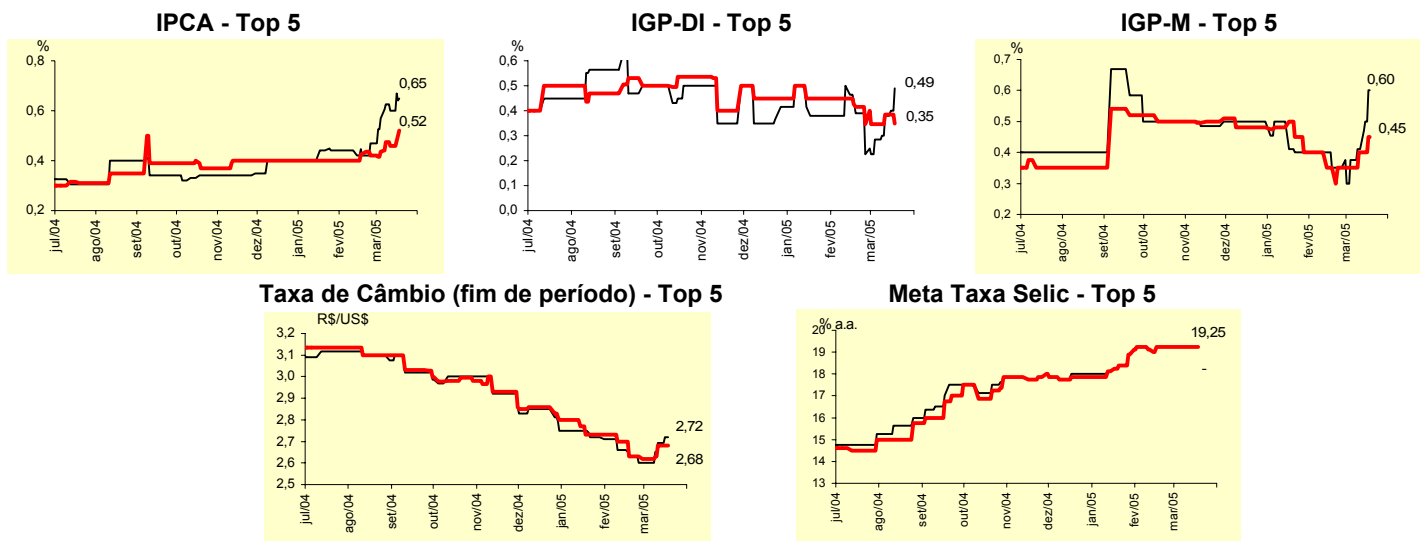 IPCA - Top 5
%
0,8
0,6
0,4
0,2
0,65
0,52
jul/04
ago/04
set/04
out/04
nov/04
dez/04
jan/05
fev/05
mar/05
IGP-DI - Top 5
%
0,6
0,5
0,4
0,3
0,2
0,1
0,0
0,49
0,35
jul/04
ago/04
set/04
out/04
nov/04
dez/04
jan/05
fev/05
mar/05
IGP-M - Top 5
%
0,7
0,6
0,5
0,4
0,3
0,2
0,60
0,45
jul/04
ago/04
set/04
out/04
nov/04
dez/04
jan/05
fev/05
mar/05
Taxa de Câmbio (fim de período) - Top 5
R$/US$
3,2
3,1
3,0
2,9
2,8
2,7
2,6
2,5
2,72
2,68
jul/04
ago/04
set/04
out/04
nov/04
dez/04
jan/05
fev/05
mar/05
Meta Taxa Selic - Top 5
% a.a.
20
19
18
17
16
15
14
13
19,25
-
jul/04
ago/04
set/04
out/04
nov/04
dez/04
jan/05
fev/05
mar/05